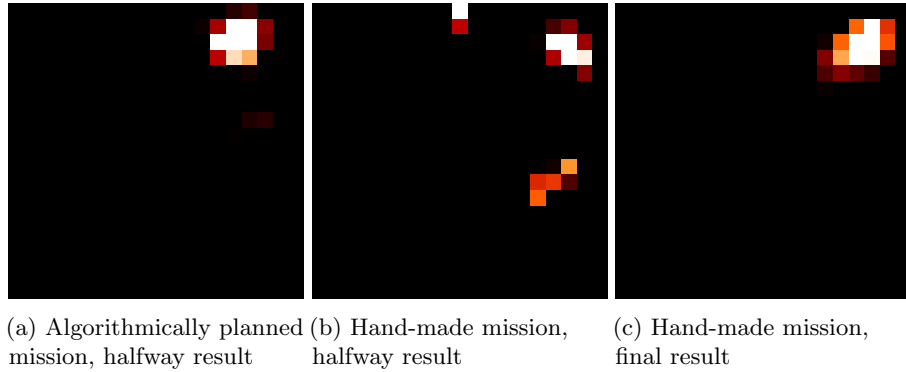 (a) Algorithmically planned
mission, halfway result
(b) Hand-made mission,
halfway result
(c) Hand-made mission,
final result